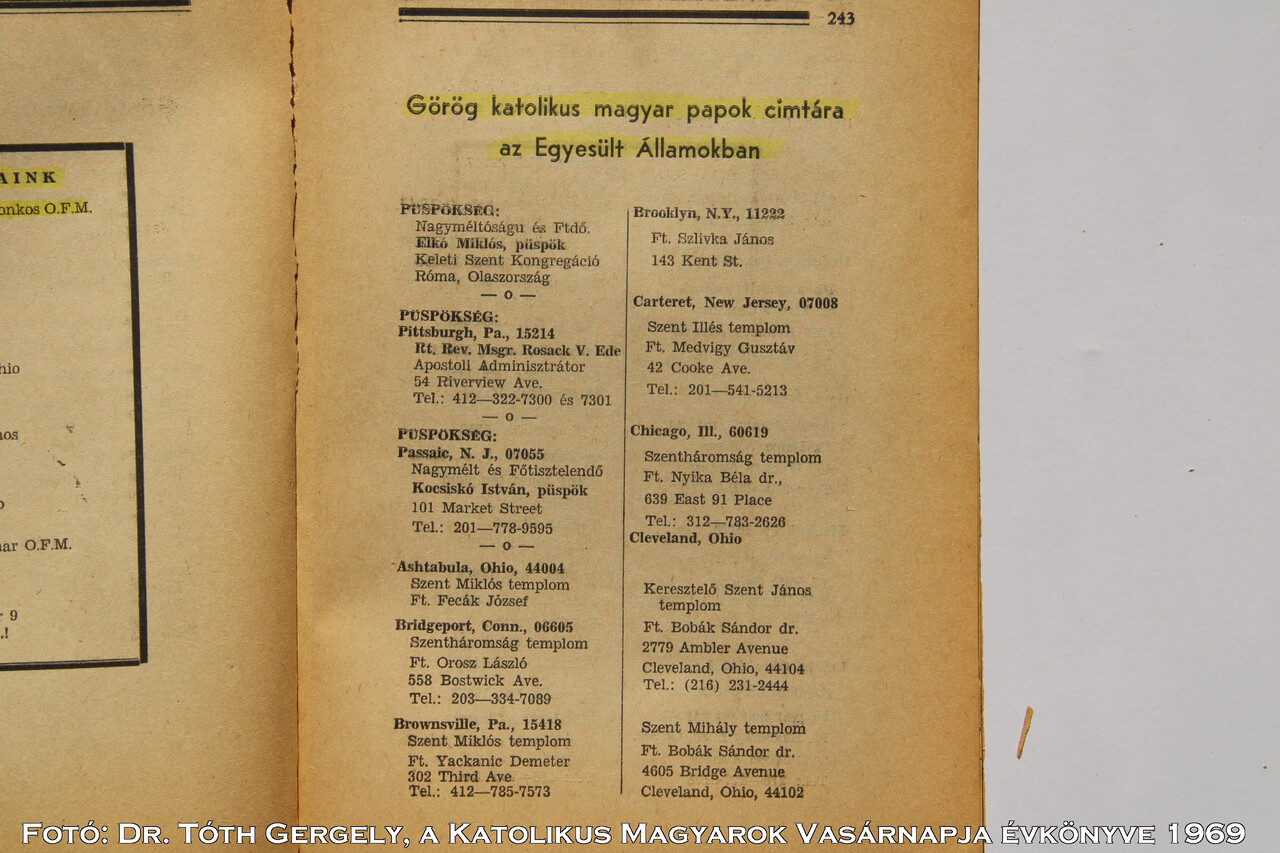 AINK
onkos O.F.M.
hio
nos
ar O.F.M.
9
.!
243
Görög katolikus magyar papok cimtára
az Egyesült Államokban
PÜSPÖKSÉG:
Nagyméltóságu és Ftdő.
Elkó Miklós, püspök
Keleti Szent Kongregáció
Róma, Olaszország
— o —
PÜSPÖKSÉG:
Pittsburgh, Pa., 15214
Rt. Rev. Msgr. Rosack V. Ede
Apostoli Adminisztrátor
54 Riverview Ave.
Tel.: 412—322-7300 és 7301
— o —
PÜSPÖKSÉG:
Passaic, N. J., 07055
Nagymélt és Főtisztelendő
Kocsiskó István, püspök
101 Market Street
Tel.: 201—778-9595
— o —
Ashtabula, Ohio, 44004
Szent Miklós templom
Ft. Fecák József
Bridgeport, Conn., 06605
Szentháromság templom
Ft. Orosz László
558 Bostwick Ave.
Tel.: 203—334-7089
Brownsville, Pa., 15418
Szent Miklós templom
Ft. Yackanic Demeter
302 Third Ave
Tel.: 412—785-7573
Brooklyn, N.Y., 11222
Ft. Szlivka János
143 Kent St.
Carteret, New Jersey, 07008
Szent Illés templom
Ft. Medvigy Gusztáv
42 Cooke Ave.
Tel.: 201—541-5213
Chicago, Ill., 60619
Szentháromság templom
Ft. Nyika Béla dr.,
639 East 91 Place
Tel.: 312—783-2626
Cleveland, Ohio
Keresztelő Szent János
templom
Ft. Bobák Sándor dr.
2779 Ambler Avenue
Cleveland, Ohio, 44104
Tel.: (216) 231-2444
Szent Mihály templom
Ft. Bobák Sándor dr.
4605 Bridge Avenue
Cleveland, Ohio, 44102
Fotó: Dr. Tóth Gergely, a Katolikus Magyarok Vasárnapja évkönyve 1969